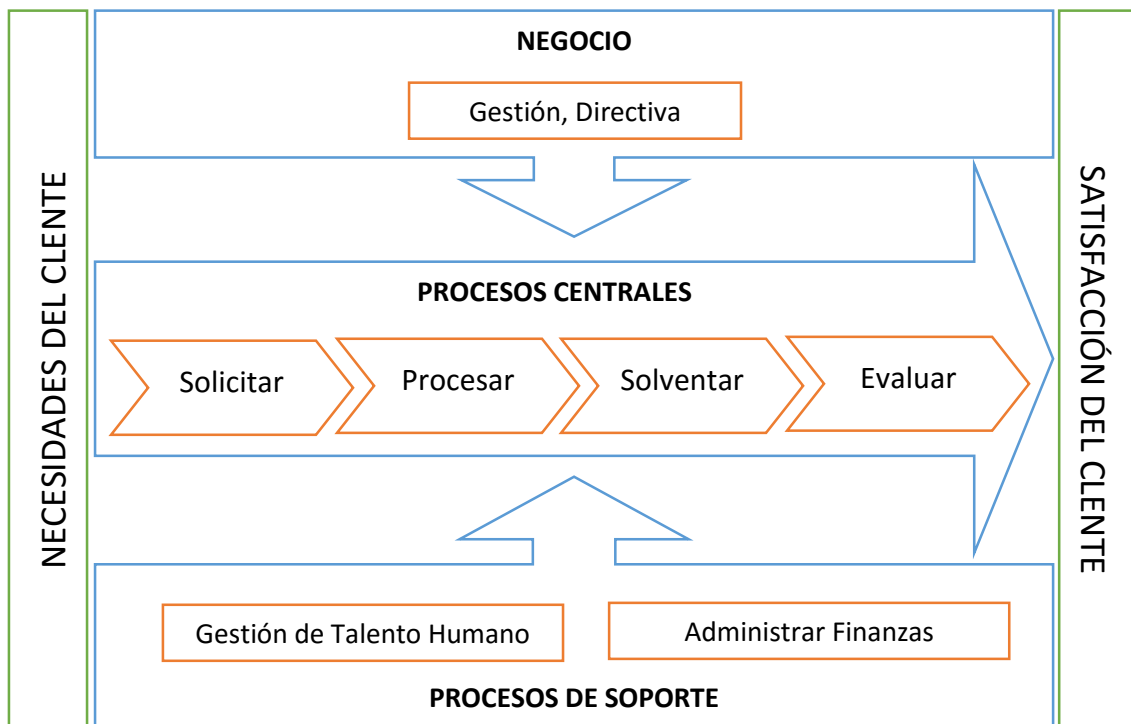 NECESIDADES DEL CLENTE
NEGOCIO
Gestión, Directiva
PROCESOS CENTRALES
Solicitar
Procesar
Solventar
Evaluar
Gestión de Talento Humano
Administrar Finanzas
PROCESOS DE SOPORTE
SATISFACCIÓN DEL CLENTE